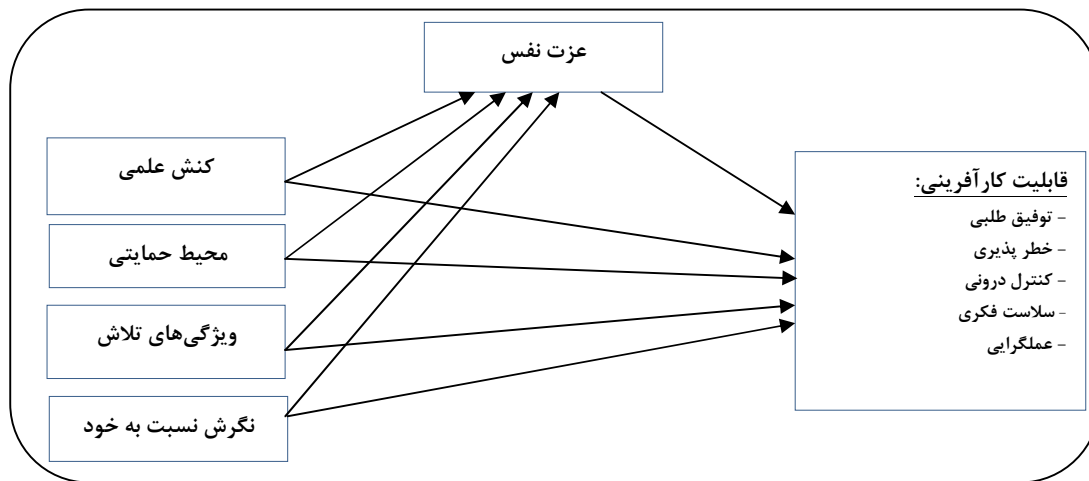 عزت نفس
کنش علمی
محیط حمایتی
ویژگی‌های تلاش
نگرش نسبت به خود
قابلیت کارآفرینی:
- توفیق طلبی
- خطر پذیری
- کنترل درونی
- سلاست فکری
- عملگرایی